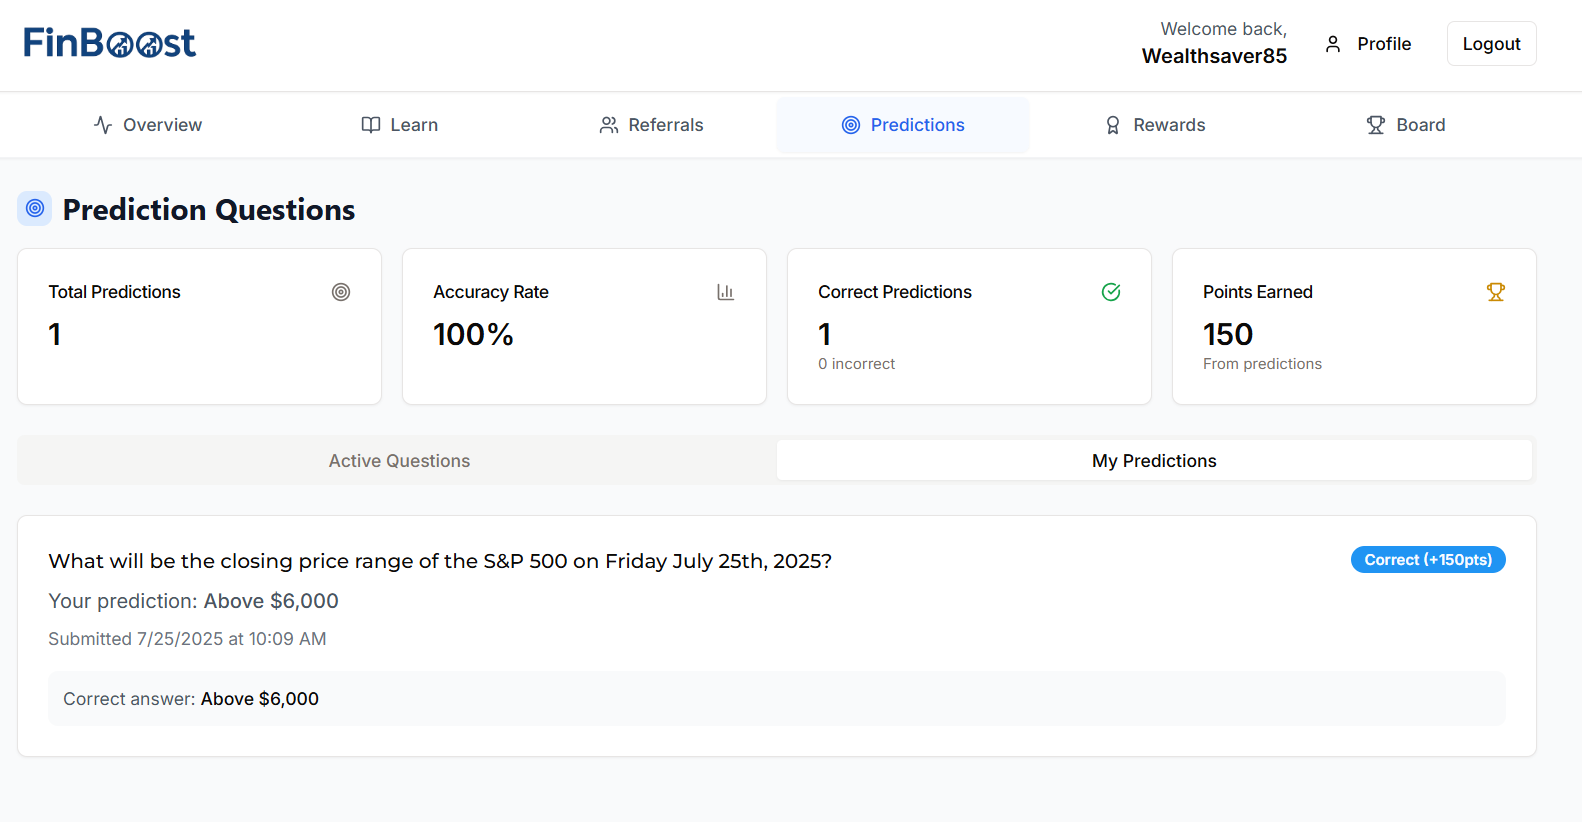 FinBoost
Welcome back,
Wealthsaver85
Profile
Logout
Overview
Learn
Referrals
Predictions
Rewards
Board
Prediction Questions
Total Predictions
1
Accuracy Rate
100%
Correct Predictions
1
0 incorrect
Points Earned
150
From predictions
Active Questions
My Predictions
What will be the closing price range of the S&P 500 on Friday July 25th, 2025?
Correct (+150pts)
Your prediction: Above $6,000
Submitted 7/25/2025 at 10:09 AM
Correct answer: Above $6,000